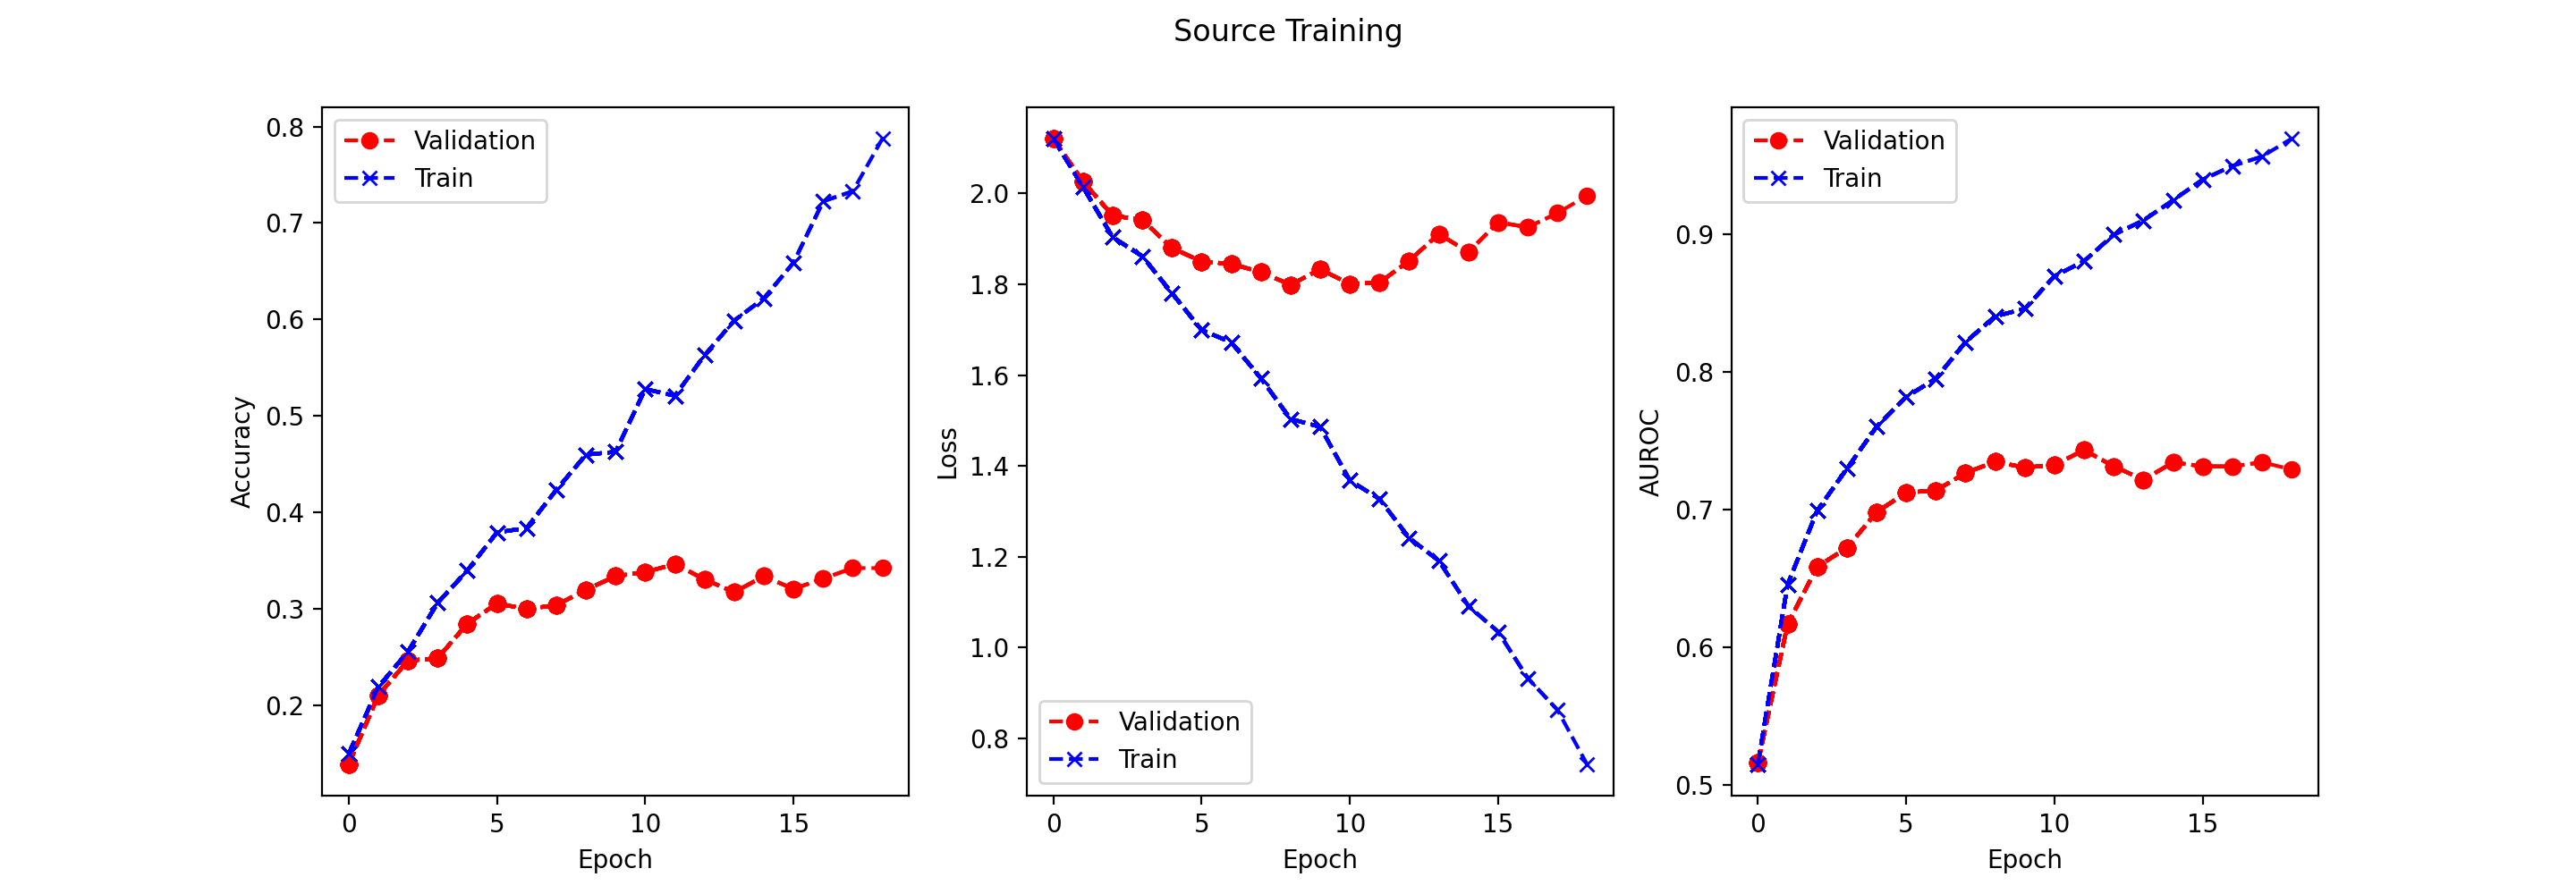 Source Training
Accuracy
0.8
0.7
0.6
0.5
0.4
0.3
0.2
Validation
Train
0 5 10 15
Epoch
Loss
2.0
1.8
1.6
1.4
1.2
1.0
0.8
Validation
Train
0 5 10 15
Epoch
AUROC
0.9
0.8
0.7
0.6
0.5
Validation
Train
0 5 10 15
Epoch